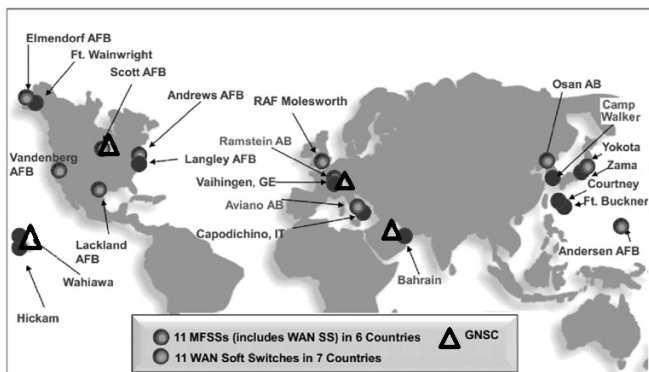 Elmendorf AFB
Ft. Wainwright
Scott AFB
Andrews AFB
RAF Molesworth
Osan AB
Camp
Walker
Ramstein AB
Yokota
Vandenberg
AFB
Langley AFB
Vaihingen, GE
Zama
Courtney
Aviano AB
Ft. Buckner
Lackland
AFB
Capodichino, IT
Andersen AFB
Wahiawa
Bahrain
Hickam
11 MFSSs (includes WAN SS) in 6 Countries
GNSC
11 WAN Soft Switches in 7 Countries